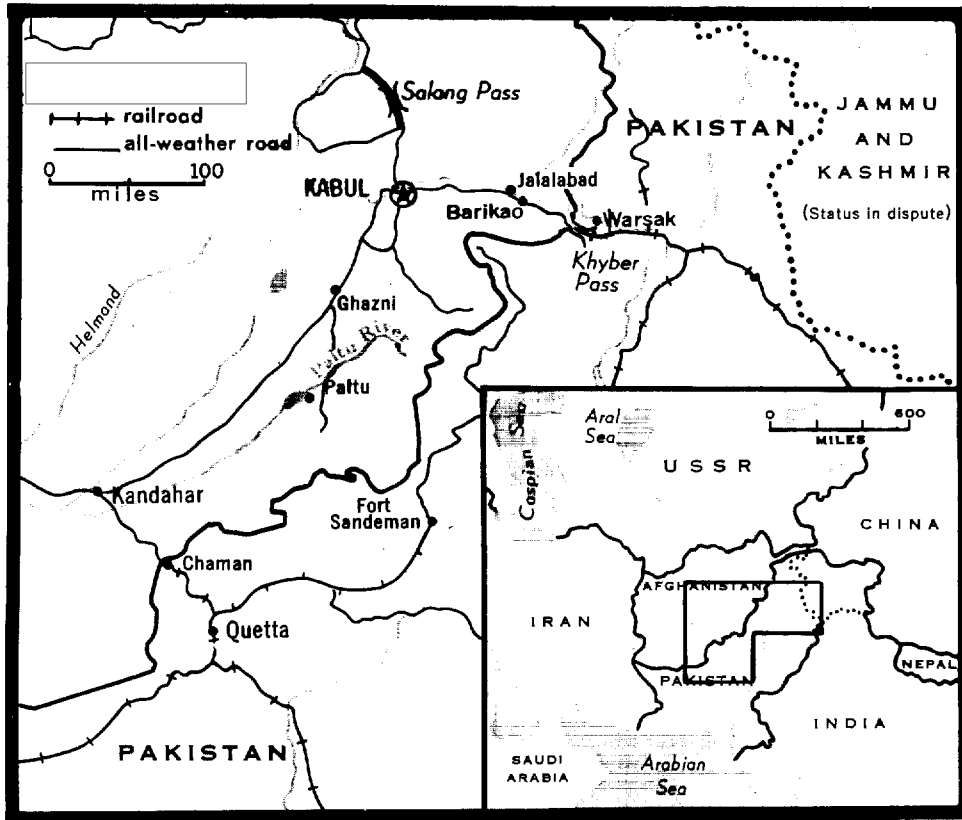 Salang Pass
railroad
all-weather road
0 100
miles
PAKISTAN
JAMMU
AND
KASHMIR
(Status in dispute)
KABUL
Jalalabad
Barikao
Warsak
Khyber
Pass
Helmand
Ghazni
Paltu River
Paltu
Kandahar
Fort
Sandeman
Chaman
Quetta
PAKISTAN
Caspian Sea
Aral
Sea
0 600
MILES
USSR
CHINA
AFGHANISTAN
IRAN
NEPAL
PAKISTAN
INDIA
SAUDI
ARABIA
Arabian
Sea